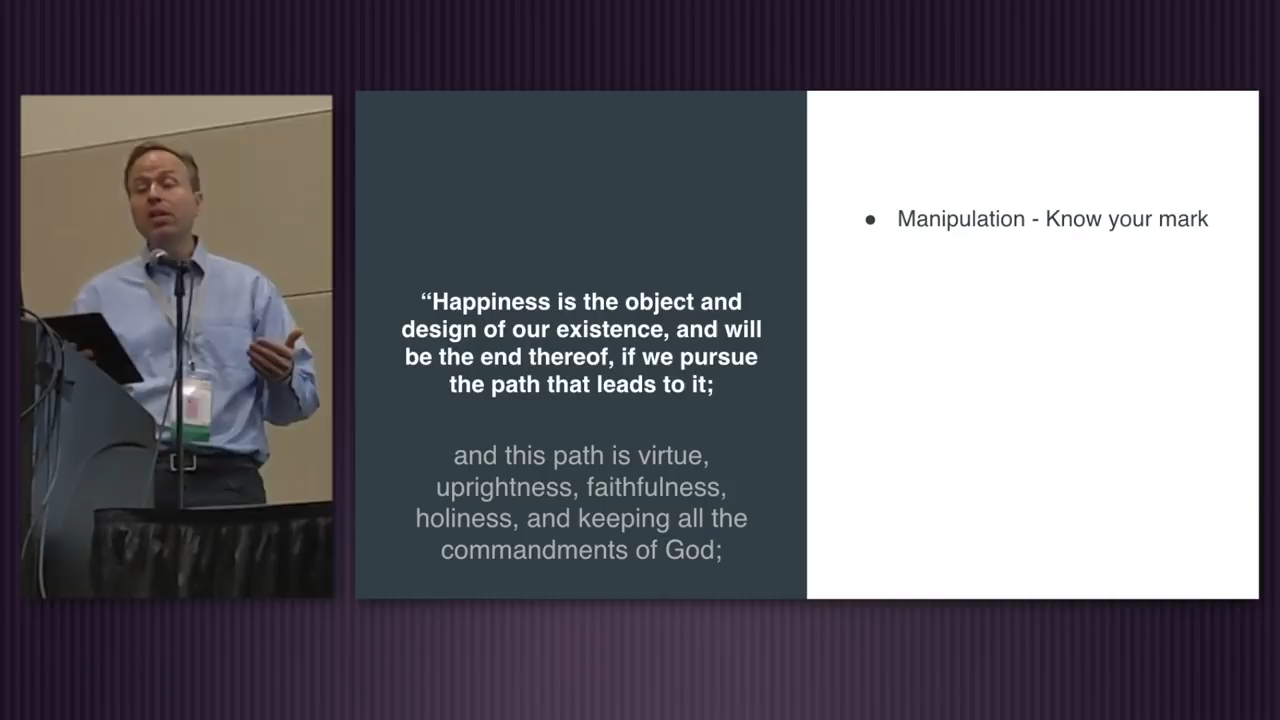 “Happiness is the object and
design of our existence, and will
be the end thereof, if we pursue
the path that leads to it;
and this path is virtue,
uprightness, faithfulness,
holiness, and keeping all the
commandments of God;
● Manipulation - Know your mark